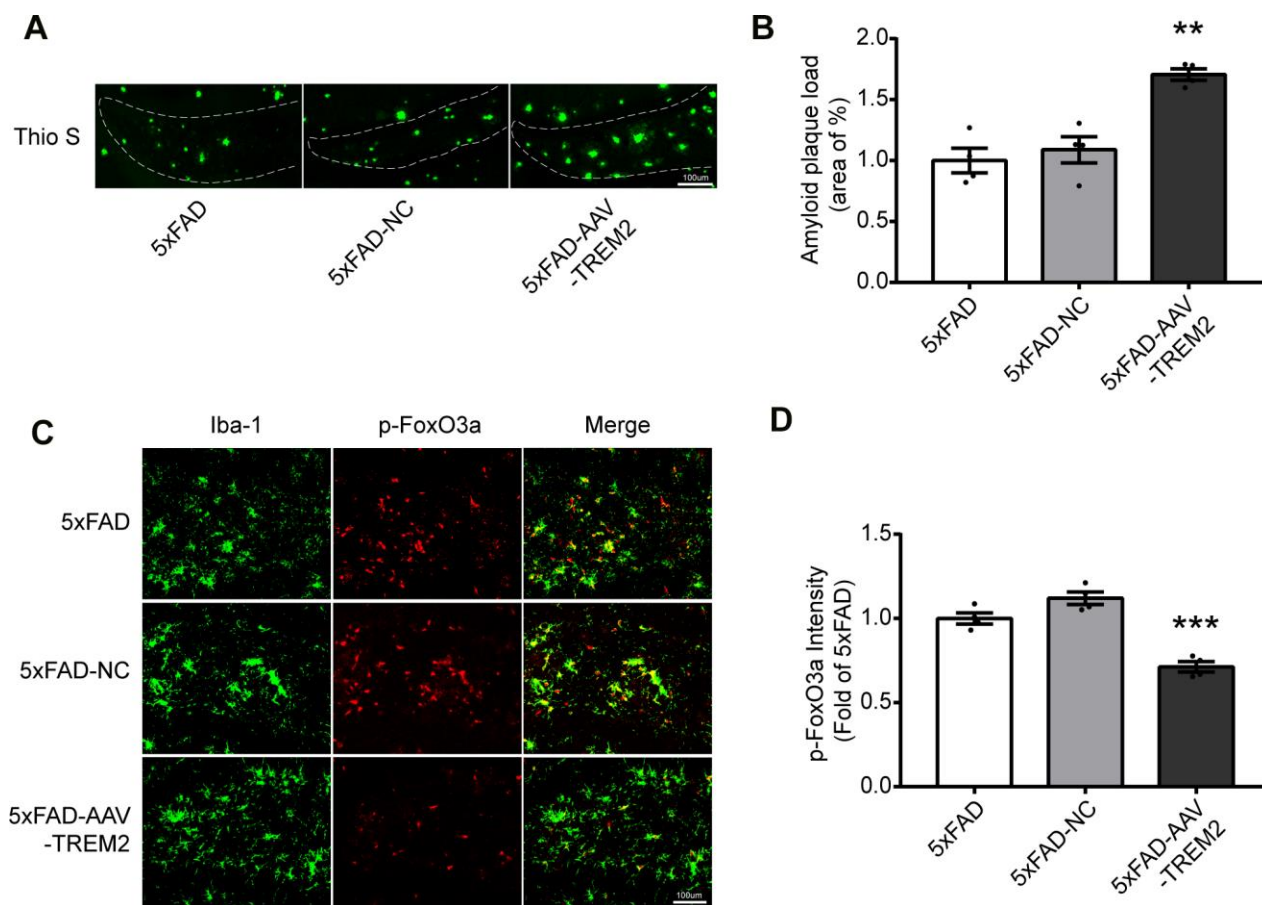 A
Thio S
100um
5xFAD
5xFAD-NC
5xFAD-AAV
-TREM2
B
Amyloid plaque load
(area of %)
2.0
1.5
1.0
0.5
0.0
**
5xFAD
5xFAD-NC
5xFAD-AAV
-TREM2
C
Iba-1 p-FoxO3a Merge
5xFAD
5xFAD-NC
5xFAD-AAV
-TREM2
100um
D
p-FoxO3a Intensity
(Fold of 5xFAD)
1.5
1.0
0.5
0.0
***
5xFAD
5xFAD-NC
5xFAD-AAV
-TREM2